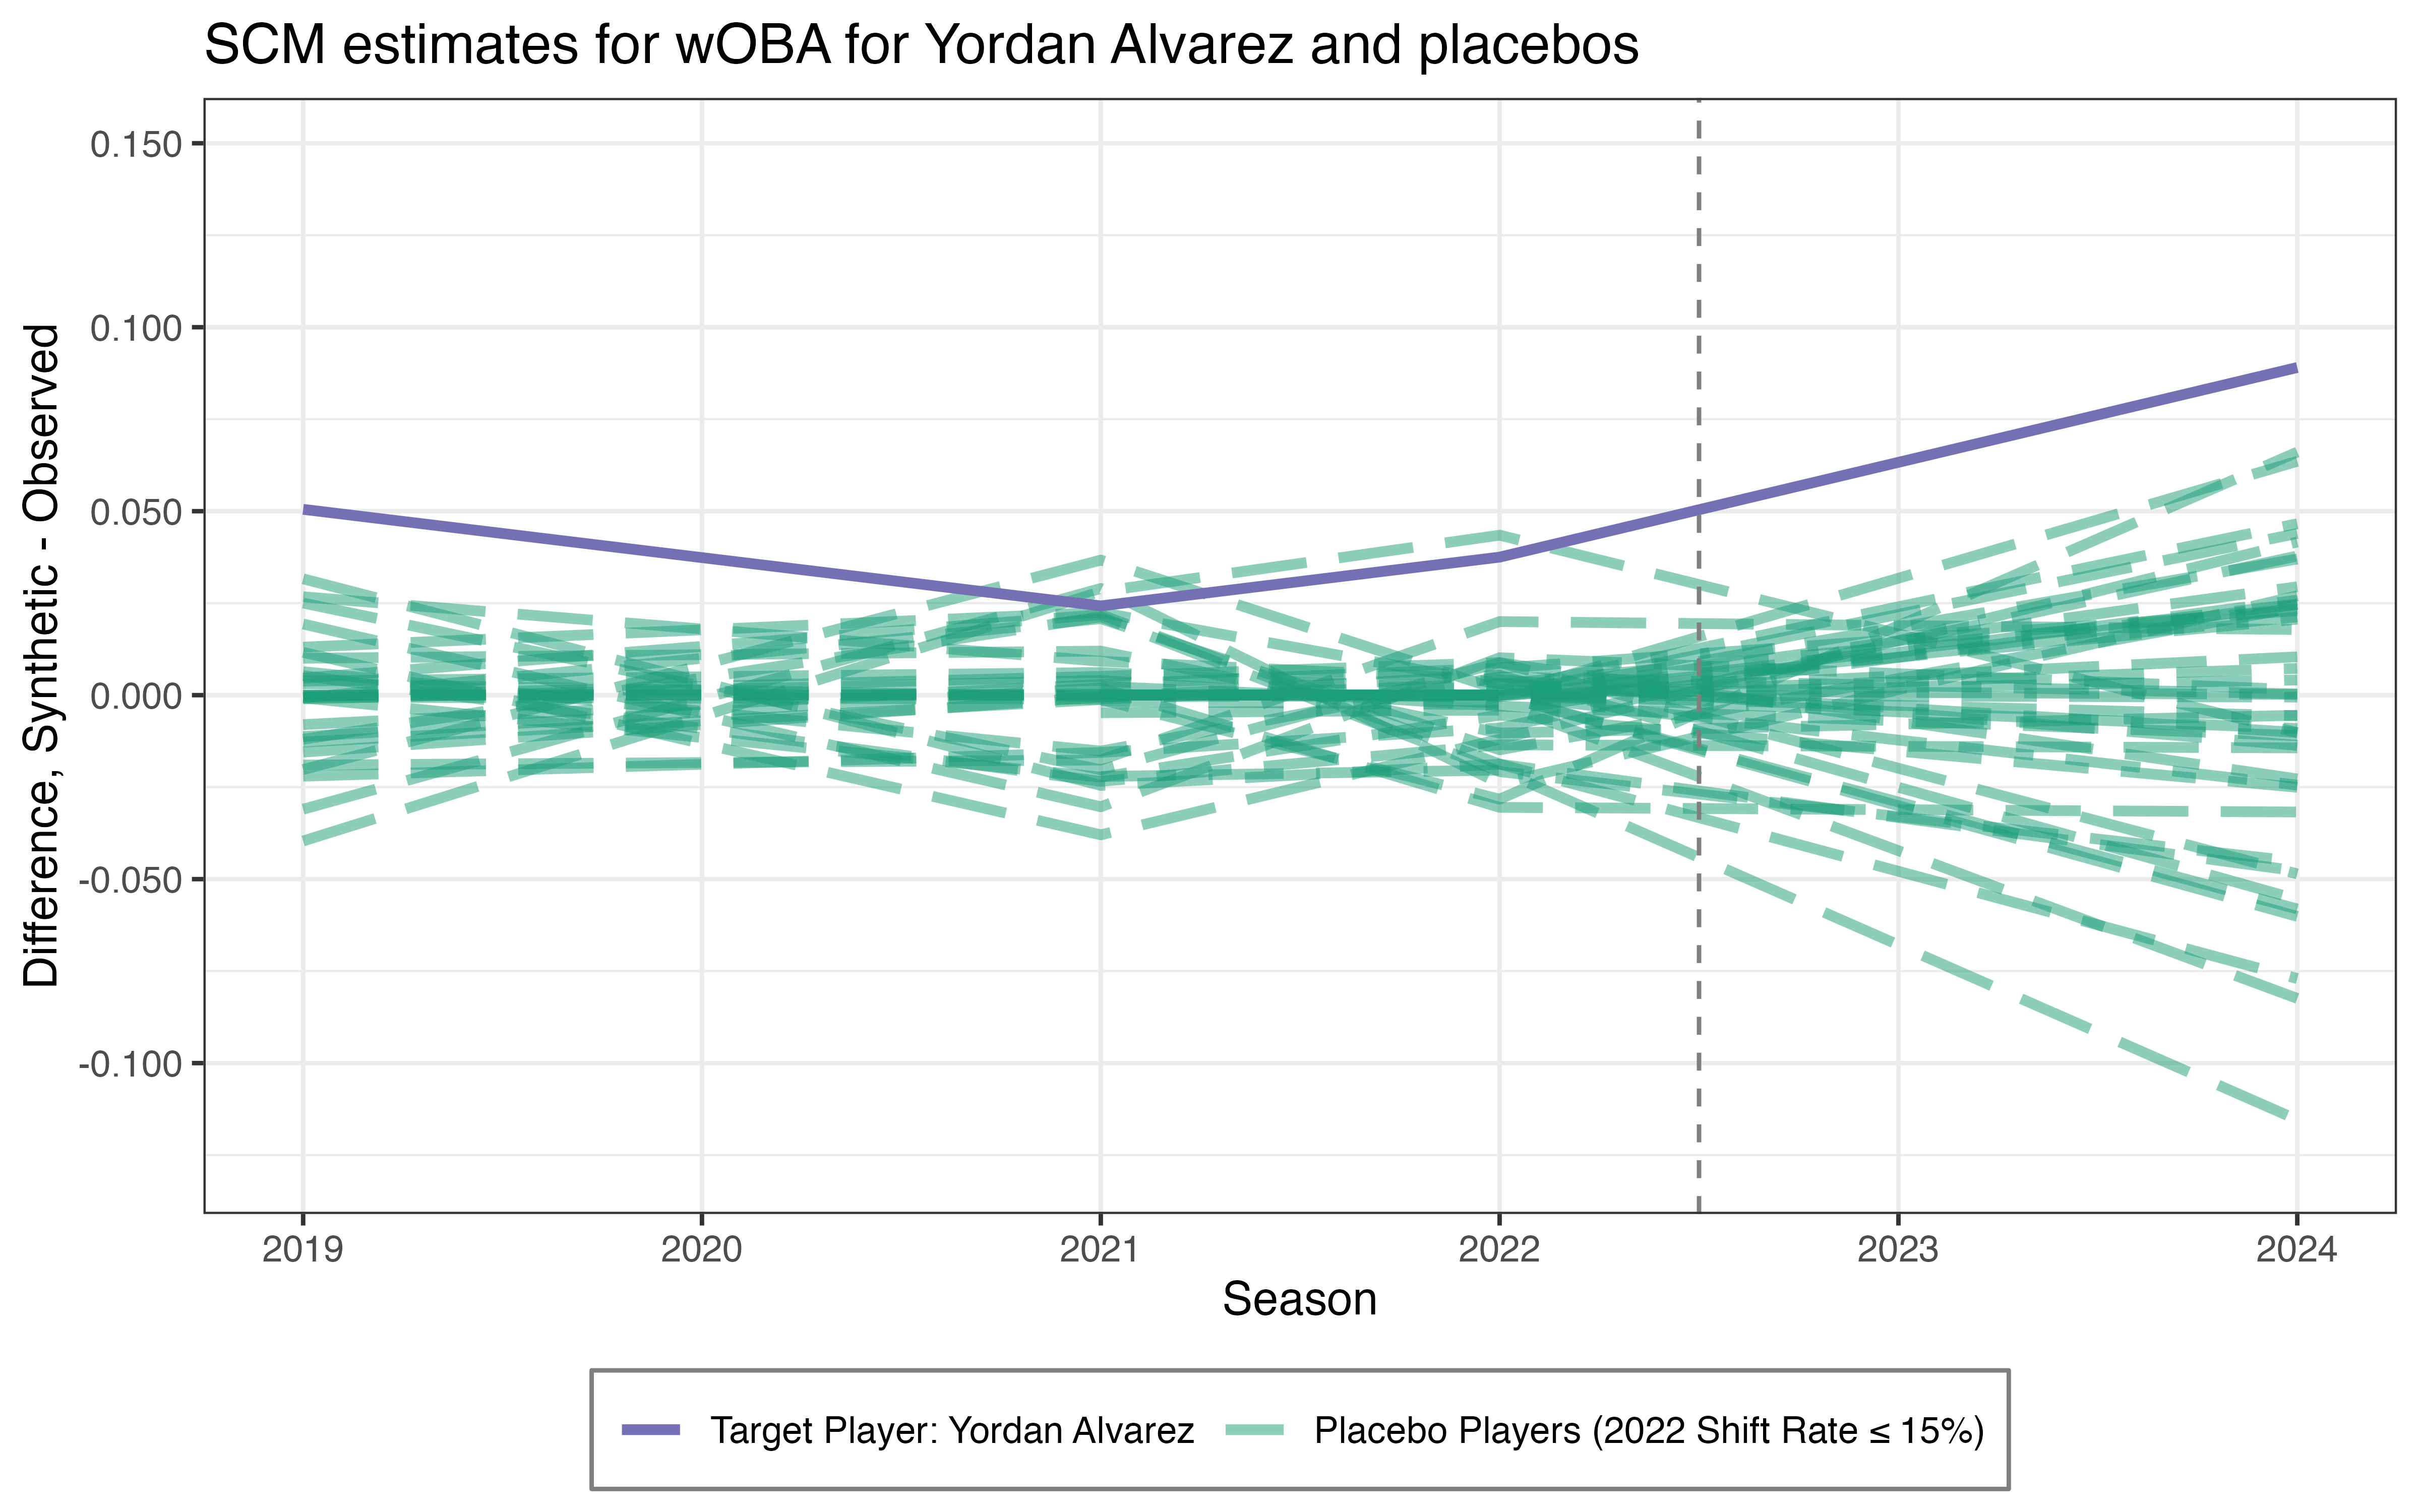 SCM estimates for wOBA for Yordan Alvarez and placebos
Difference, Synthetic - Observed
0.150
0.100
0.050
0.000
-0.050
-0.100
2019 2020 2021 2022 2023 2024
Season
Target Player: Yordan Alvarez Placebo Players (2022 Shift Rate ≤ 15%)